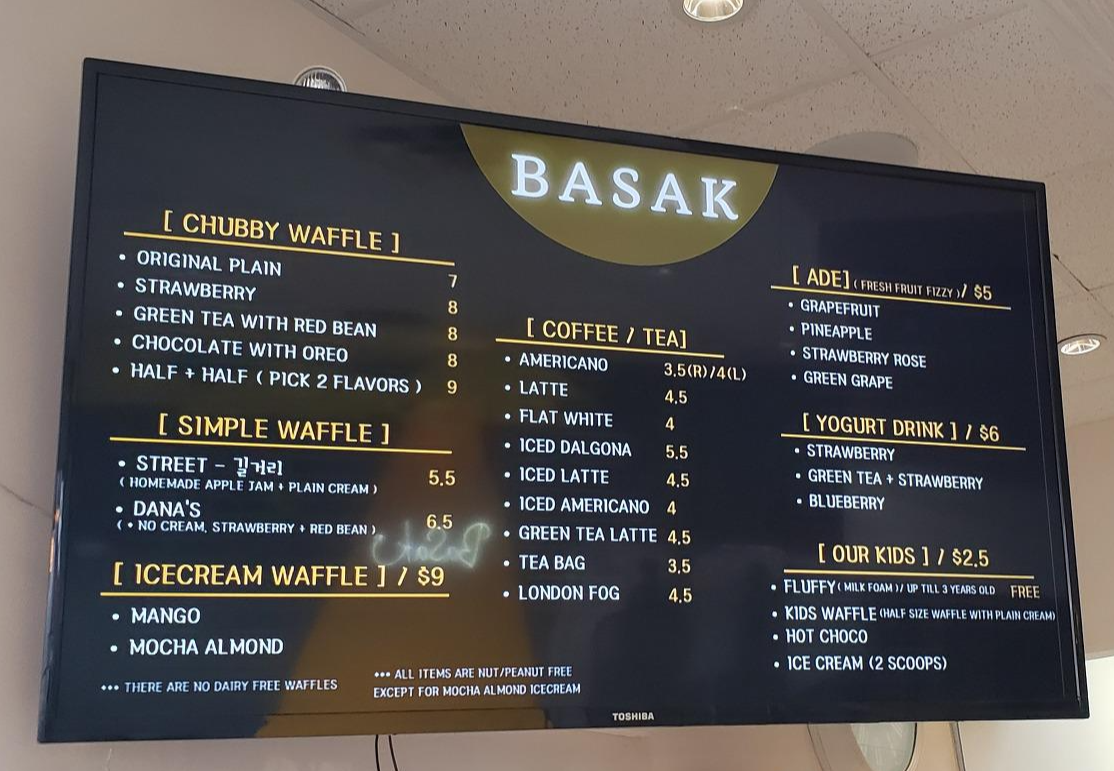 BASAK
[ CHUBBY WAFFLE ]
• ORIGINAL PLAIN 7
• STRAWBERRY 8
• GREEN TEA WITH RED BEAN 8
• CHOCOLATE WITH OREO 8
• HALF + HALF ( PICK 2 FLAVORS ) 9
[ SIMPLE WAFFLE ]
• STREET - 길거리 5.5
( HOMEMADE APPLE JAM + PLAIN CREAM )
• DANA'S 6.5
( • NO CREAM, STRAWBERRY + RED BEAN )
[ ICECREAM WAFFLE ] / $9
• MANGO
• MOCHA ALMOND
••• THERE ARE NO DAIRY FREE WAFFLES
••• ALL ITEMS ARE NUT/PEANUT FREE
EXCEPT FOR MOCHA ALMOND ICECREAM
[ COFFEE / TEA]
• AMERICANO 3.5(R)/4(L)
• LATTE 4.5
• FLAT WHITE 4
• ICED DALGONA 5.5
• ICED LATTE 4.5
• ICED AMERICANO 4
• GREEN TEA LATTE 4.5
• TEA BAG 3.5
• LONDON FOG 4.5
[ ADE] ( FRESH FRUIT FIZZY )/ $5
• GRAPEFRUIT
• PINEAPPLE
• STRAWBERRY ROSE
• GREEN GRAPE
[ YOGURT DRINK ] / $6
• STRAWBERRY
• GREEN TEA + STRAWBERRY
• BLUEBERRY
[ OUR KIDS ] / $2.5
• FLUFFY ( MILK FOAM )/ UP TILL 3 YEARS OLD FREE
• KIDS WAFFLE (HALF SIZE WAFFLE WITH PLAIN CREAM)
• HOT CHOCO
• ICE CREAM (2 SCOOPS)
Basak
TOSHIBA